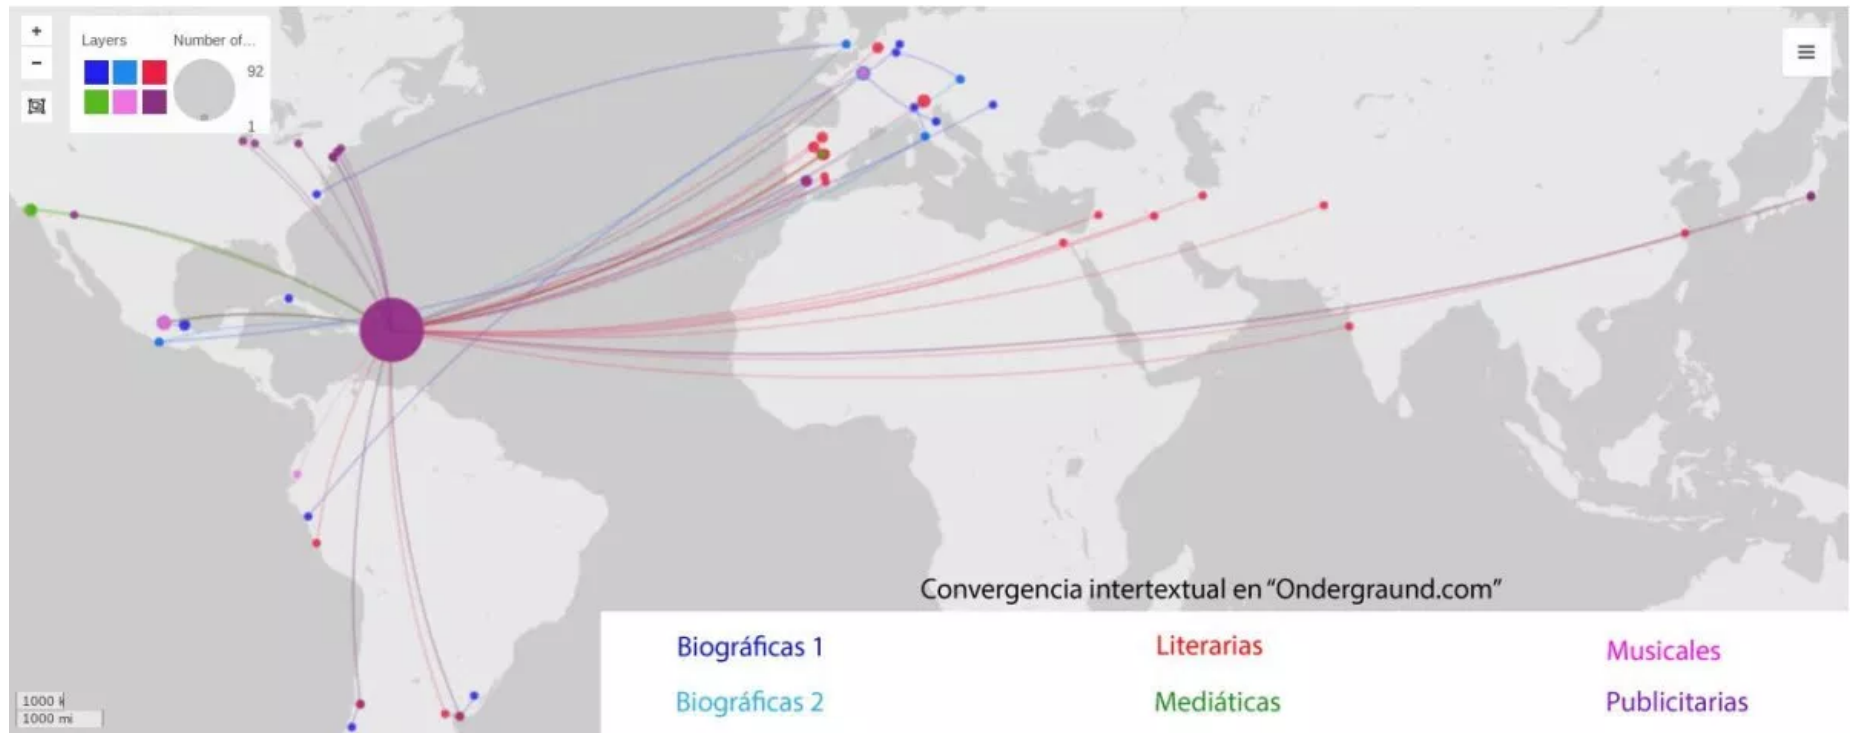 +
Layers
Number of...
92
−
1
Convergencia intertextual en “Ondergraund.com”
Biográficas 1
Literarias
Musicales
Biográficas 2
Mediáticas
Publicitarias
1000 k
1000 mi